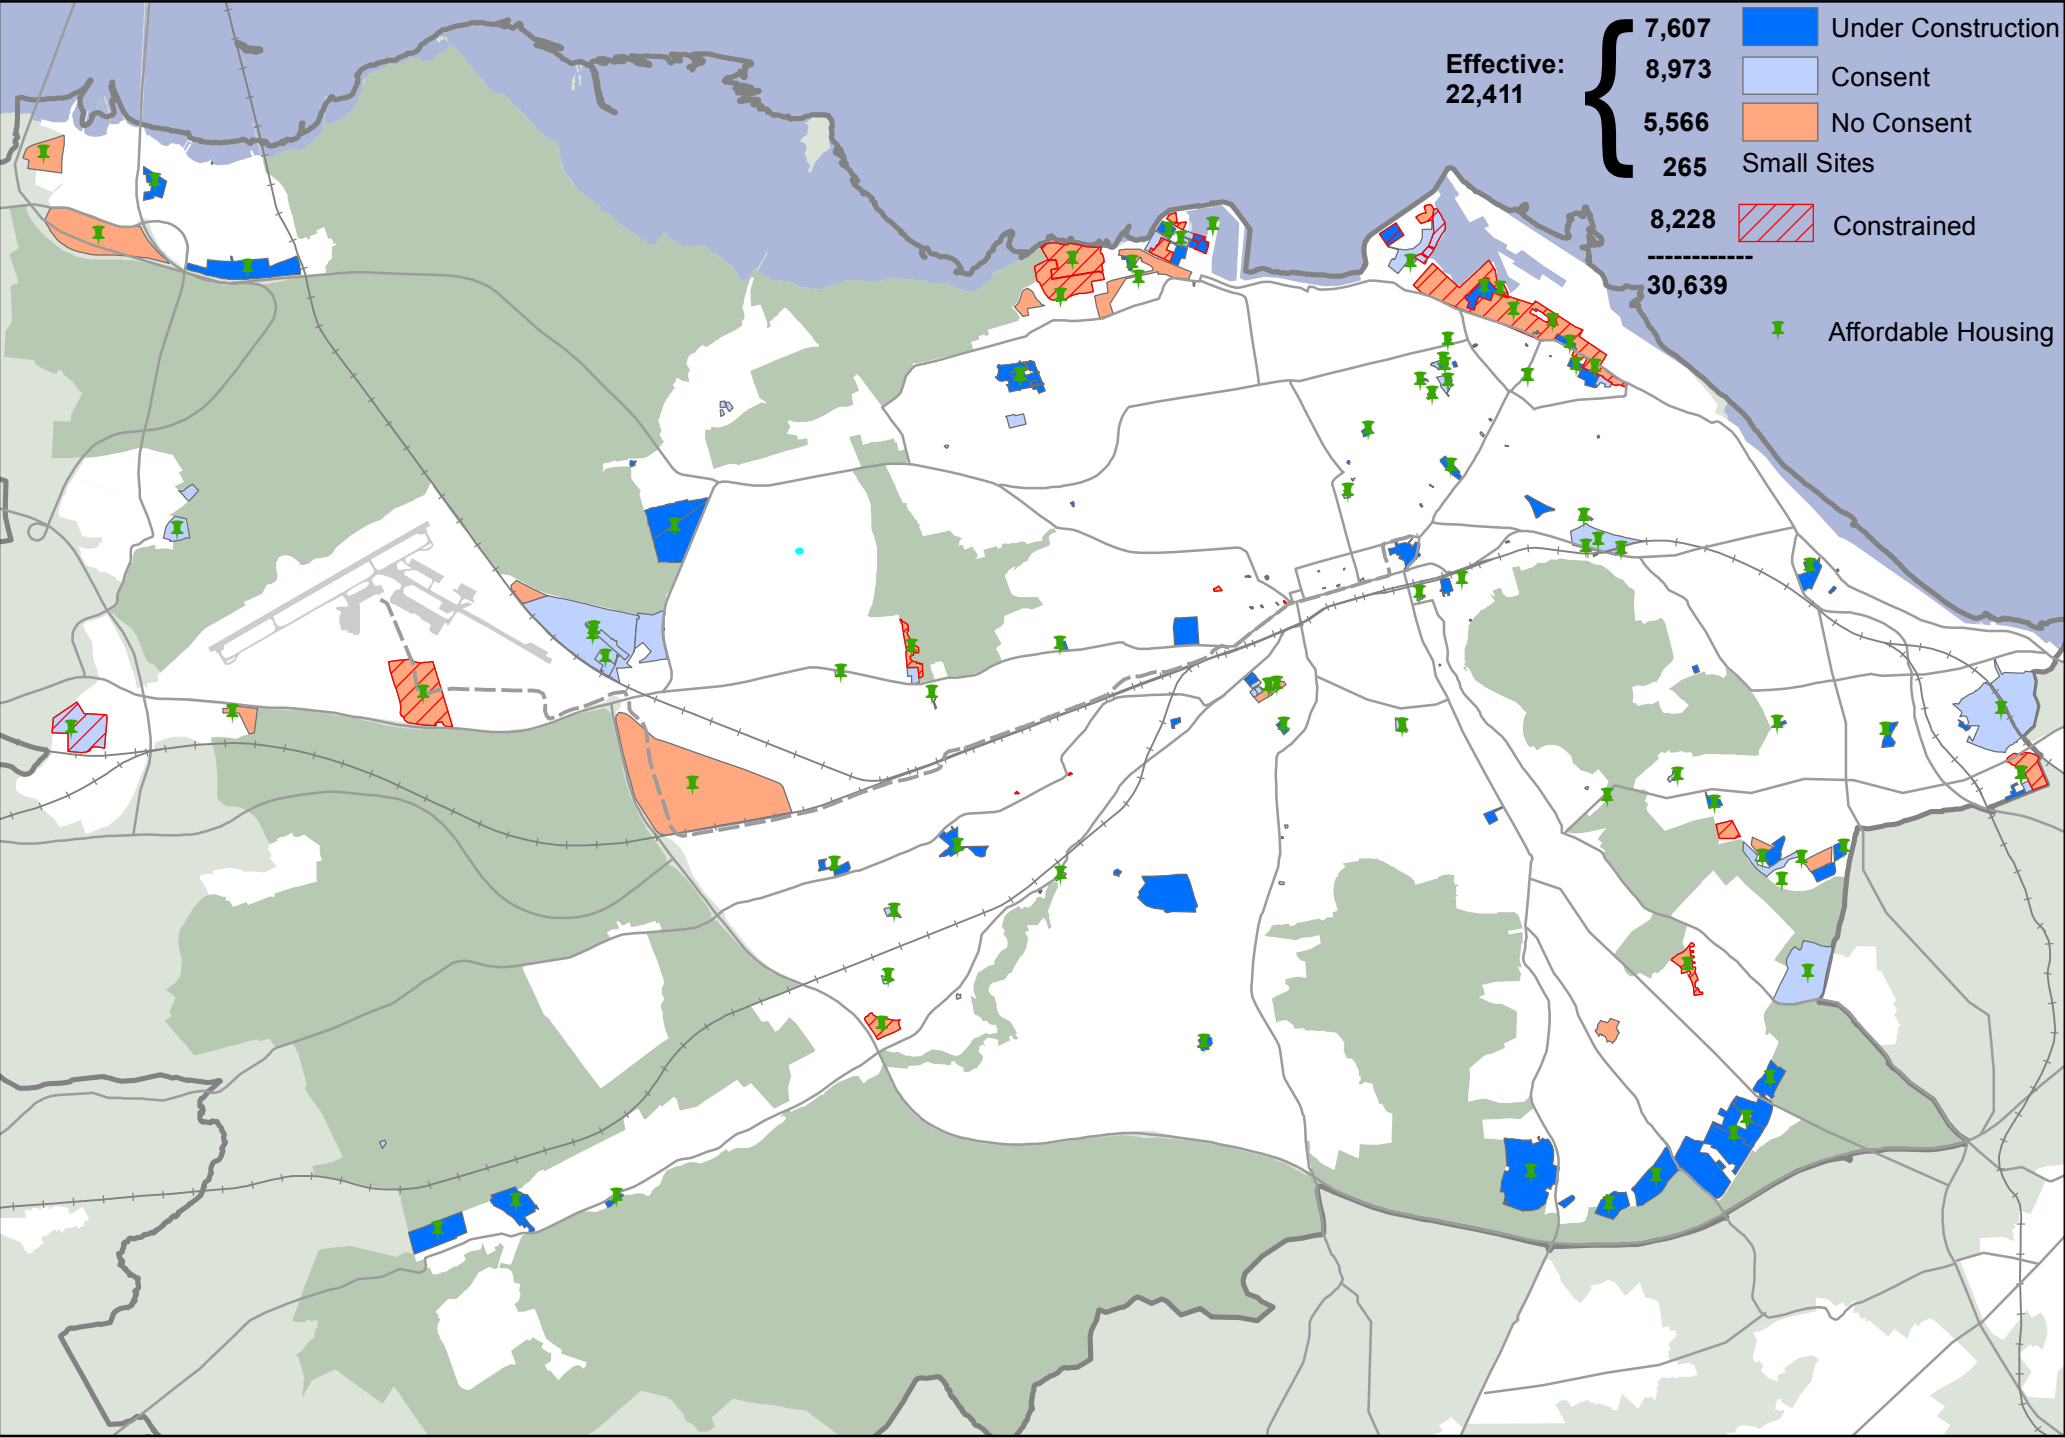 Effective:
22,411
7,607 Under Construction
8,973 Consent
5,566 No Consent
265 Small Sites
8,228 Constrained
------------
30,639
Affordable Housing